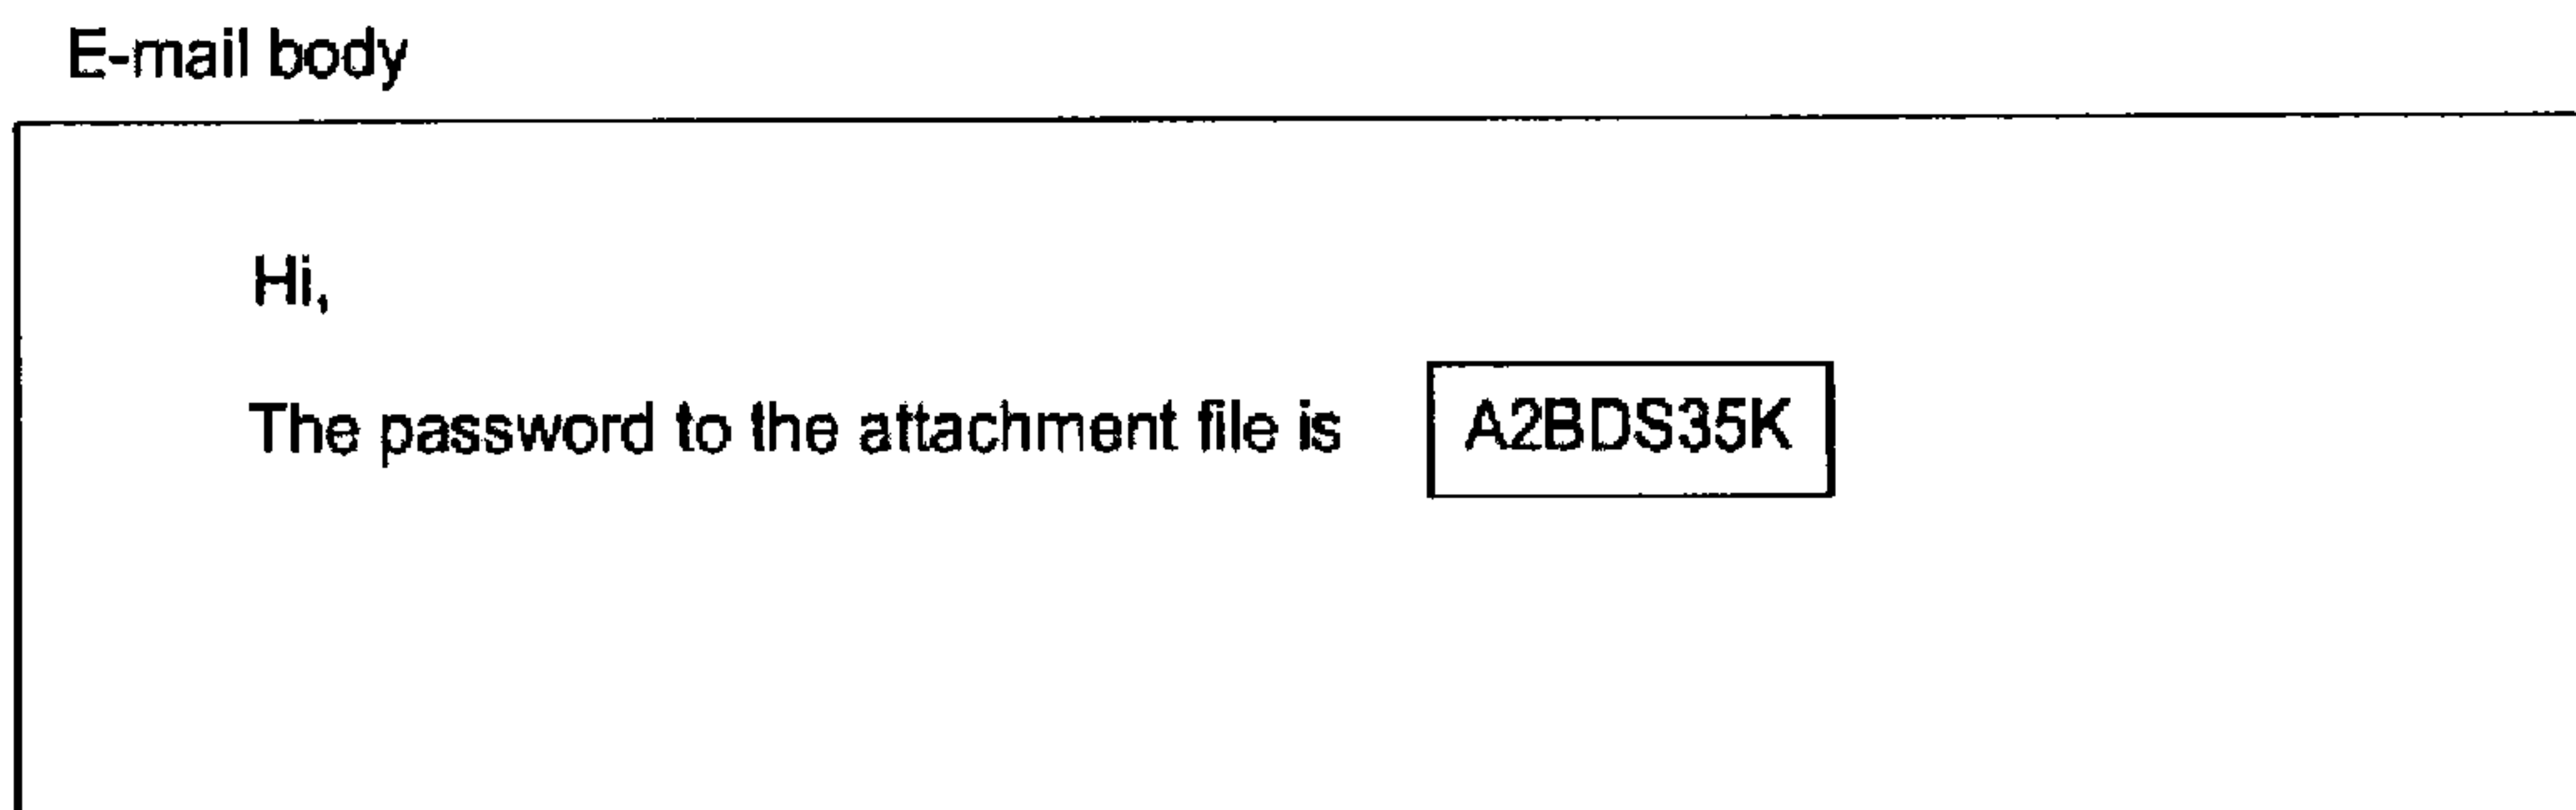 E-mail body
Hi,
The password to the attachment file is A2BDS35K